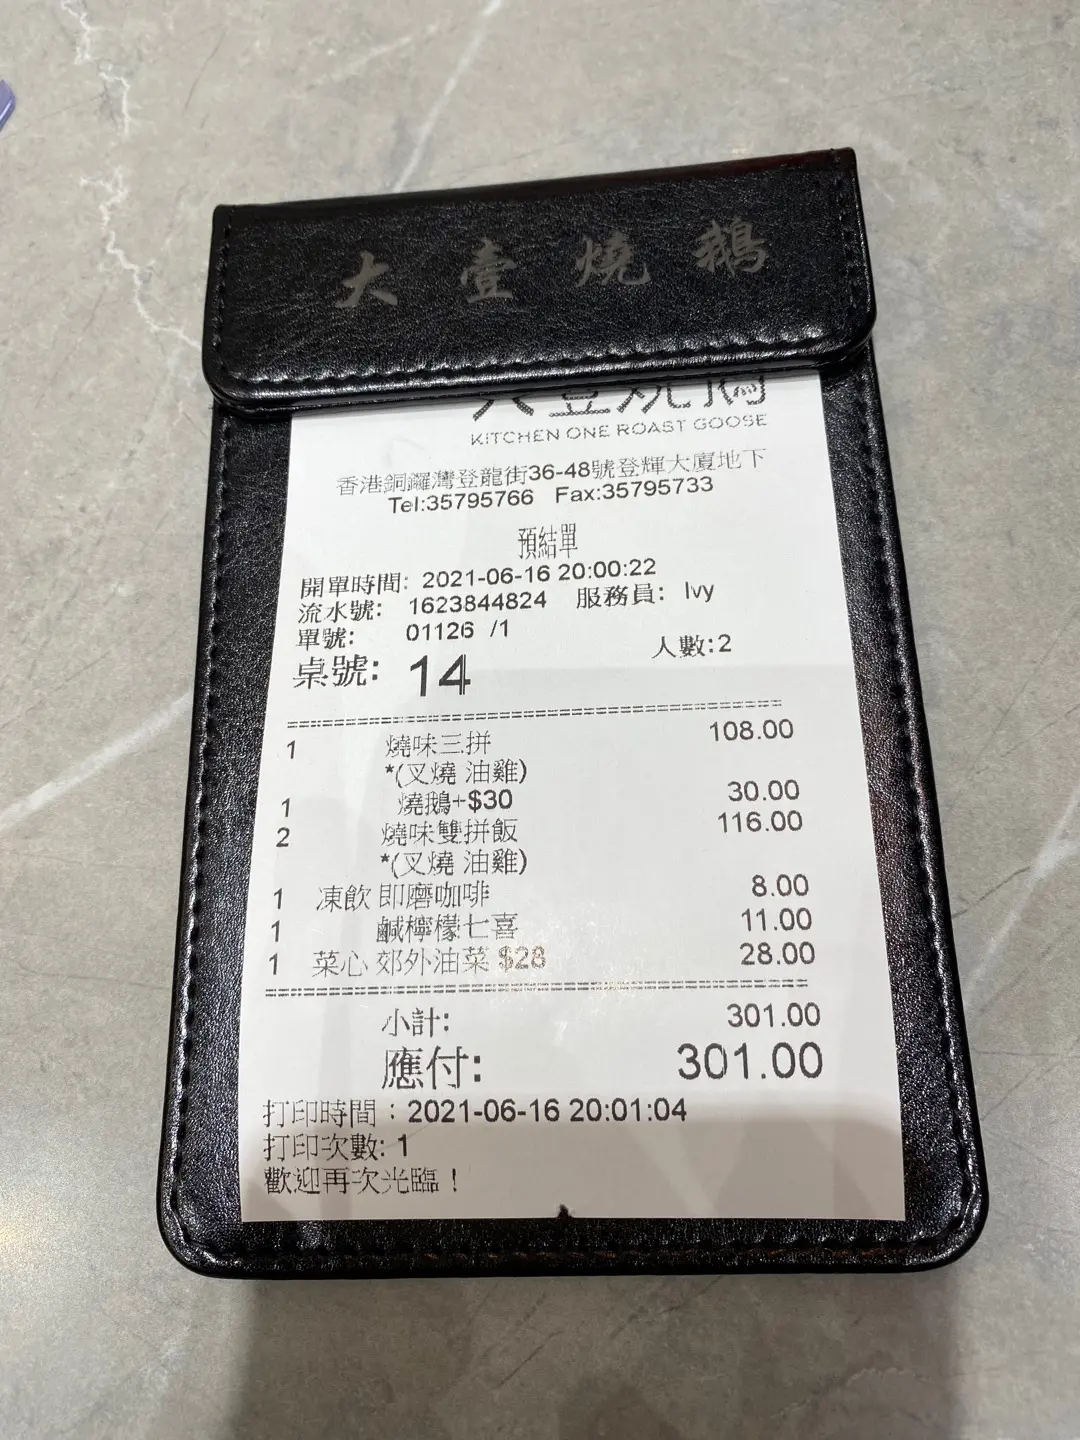 大壹燒鵝
大壹燒鵝
KITCHEN ONE ROAST GOOSE
香港銅鑼灣登龍街36-48號登輝大廈地下
Tel:35795766 Fax:35795733
預結單
開單時間: 2021-06-16 20:00:22
流水號: 1623844824 服務員: Ivy
單號: 01126 /1
人數:2
桌號: 14
1 燒味三拼 108.00
*(叉燒 油雞)
1 燒鵝+$30 30.00
2 燒味雙拼飯 116.00
*(叉燒 油雞)
1 凍飲 即磨咖啡 8.00
1 鹹檸檬七喜 11.00
1 菜心 郊外油菜 $28 28.00
小計: 301.00
應付: 301.00
打印時間：2021-06-16 20:01:04
打印次數: 1
歡迎再次光臨！